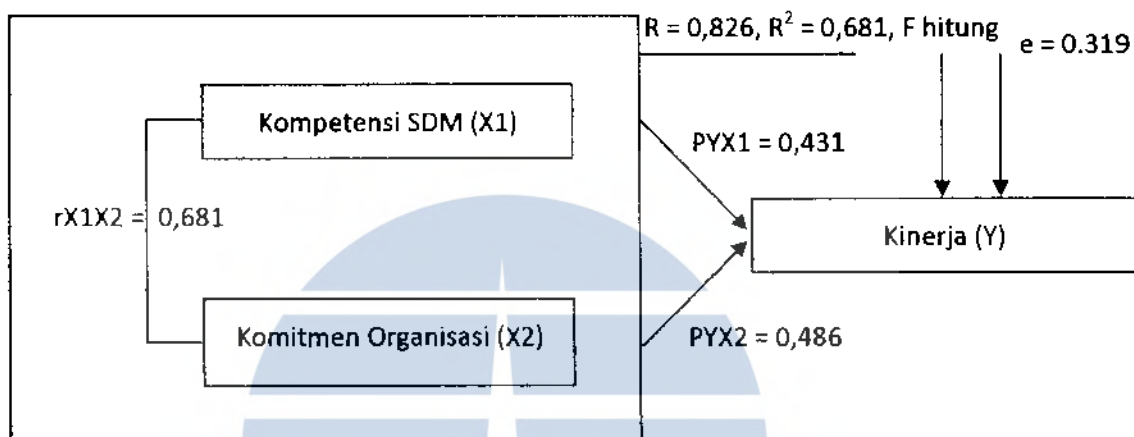 R = 0,826, R² = 0,681, F hitung
e = 0.319
Kompetensi SDM (X1)
PYX1 = 0,431
rX1X2 = 0,681
Kinerja (Y)
Komitmen Organisasi (X2)
PYX2 = 0,486